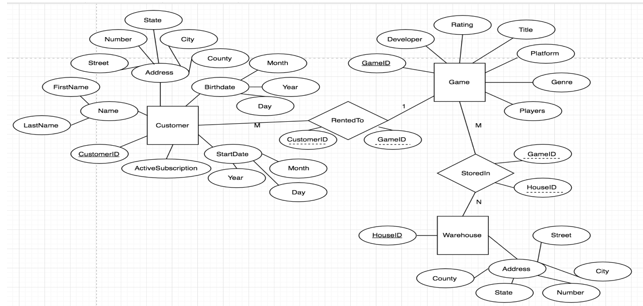 State
Number
City
Street
Address
County
FirstName
Birthdate
Month
Year
Day
Name
LastName
Customer
CustomerID
ActiveSubscription
StartDate
Year
Month
Day
M
RentedTo
1
CustomerID
GameID
Rating
Developer
Title
GameID
Platform
Game
Genre
Players
M
StoredIn
GameID
HouseID
N
HouseID
Warehouse
Street
Address
County
City
State
Number